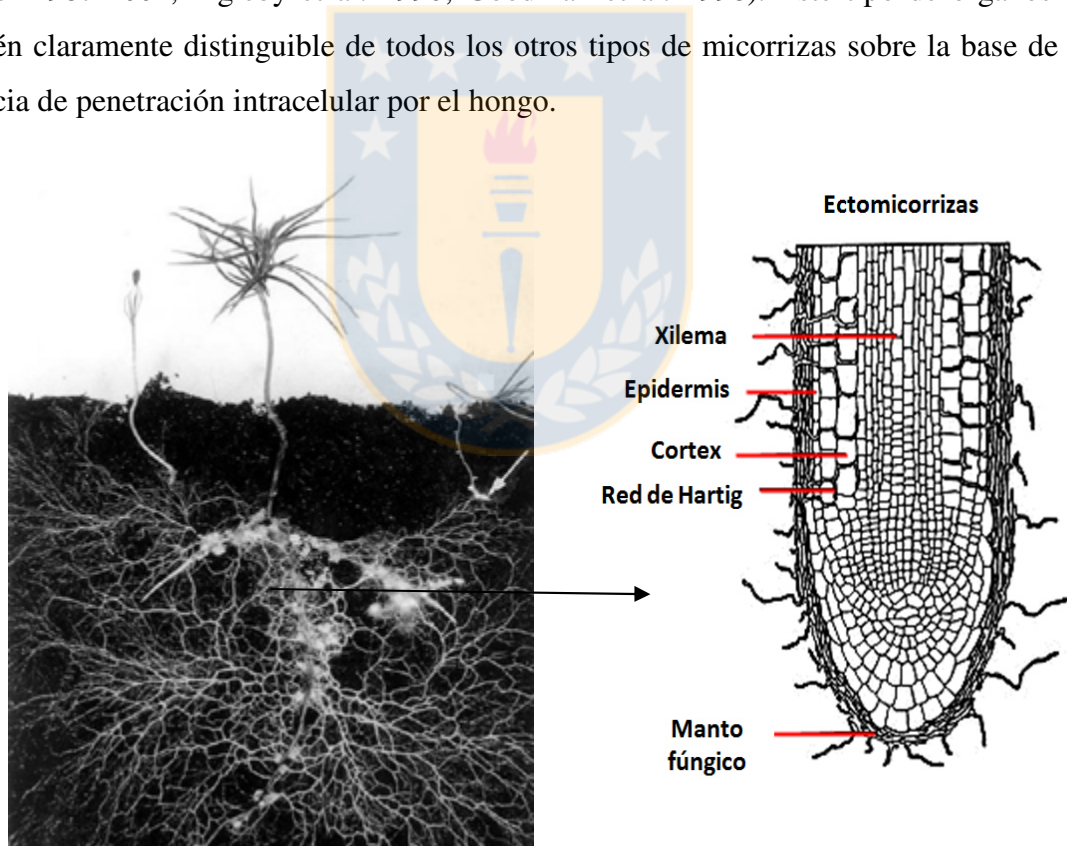 én claramente distinguible de todos los otros tipos de micorrizas sobre la base de
cia de penetración intracelular por el hongo.
Ectomicorrizas
Xilema
Epidermis
Cortex
Red de Hartig
Manto
fúngico